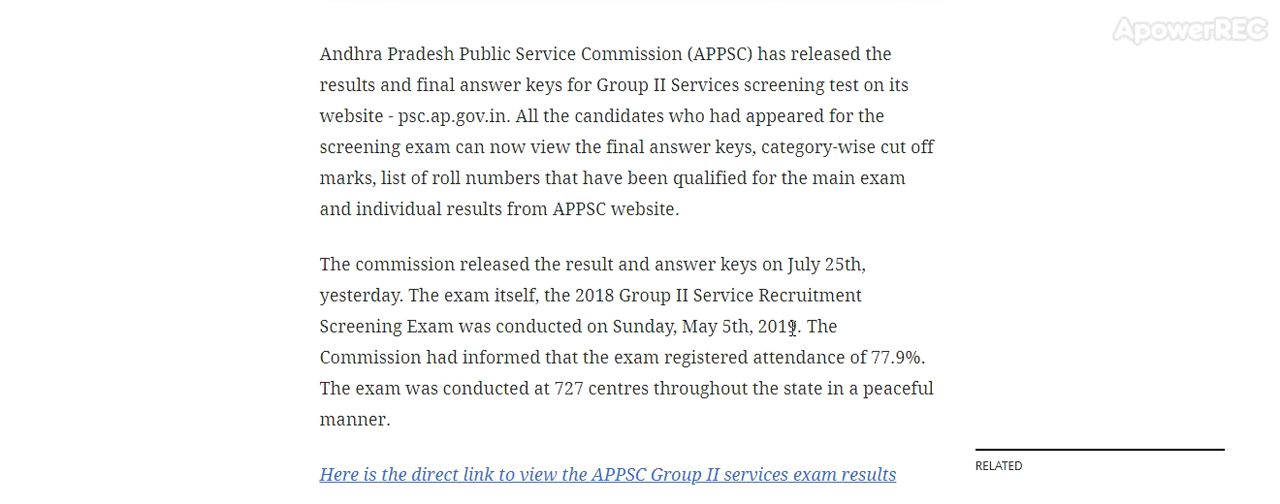 ApowerREC
Andhra Pradesh Public Service Commission (APPSC) has released the
results and final answer keys for Group II Services screening test on its
website - psc.ap.gov.in. All the candidates who had appeared for the
screening exam can now view the final answer keys, category-wise cut off
marks, list of roll numbers that have been qualified for the main exam
and individual results from APPSC website.
The commission released the result and answer keys on July 25th,
yesterday. The exam itself, the 2018 Group II Service Recruitment
Screening Exam was conducted on Sunday, May 5th, 2019. The
Commission had informed that the exam registered attendance of 77.9%.
The exam was conducted at 727 centres throughout the state in a peaceful
manner.
Here is the direct link to view the APPSC Group II services exam results
RELATED